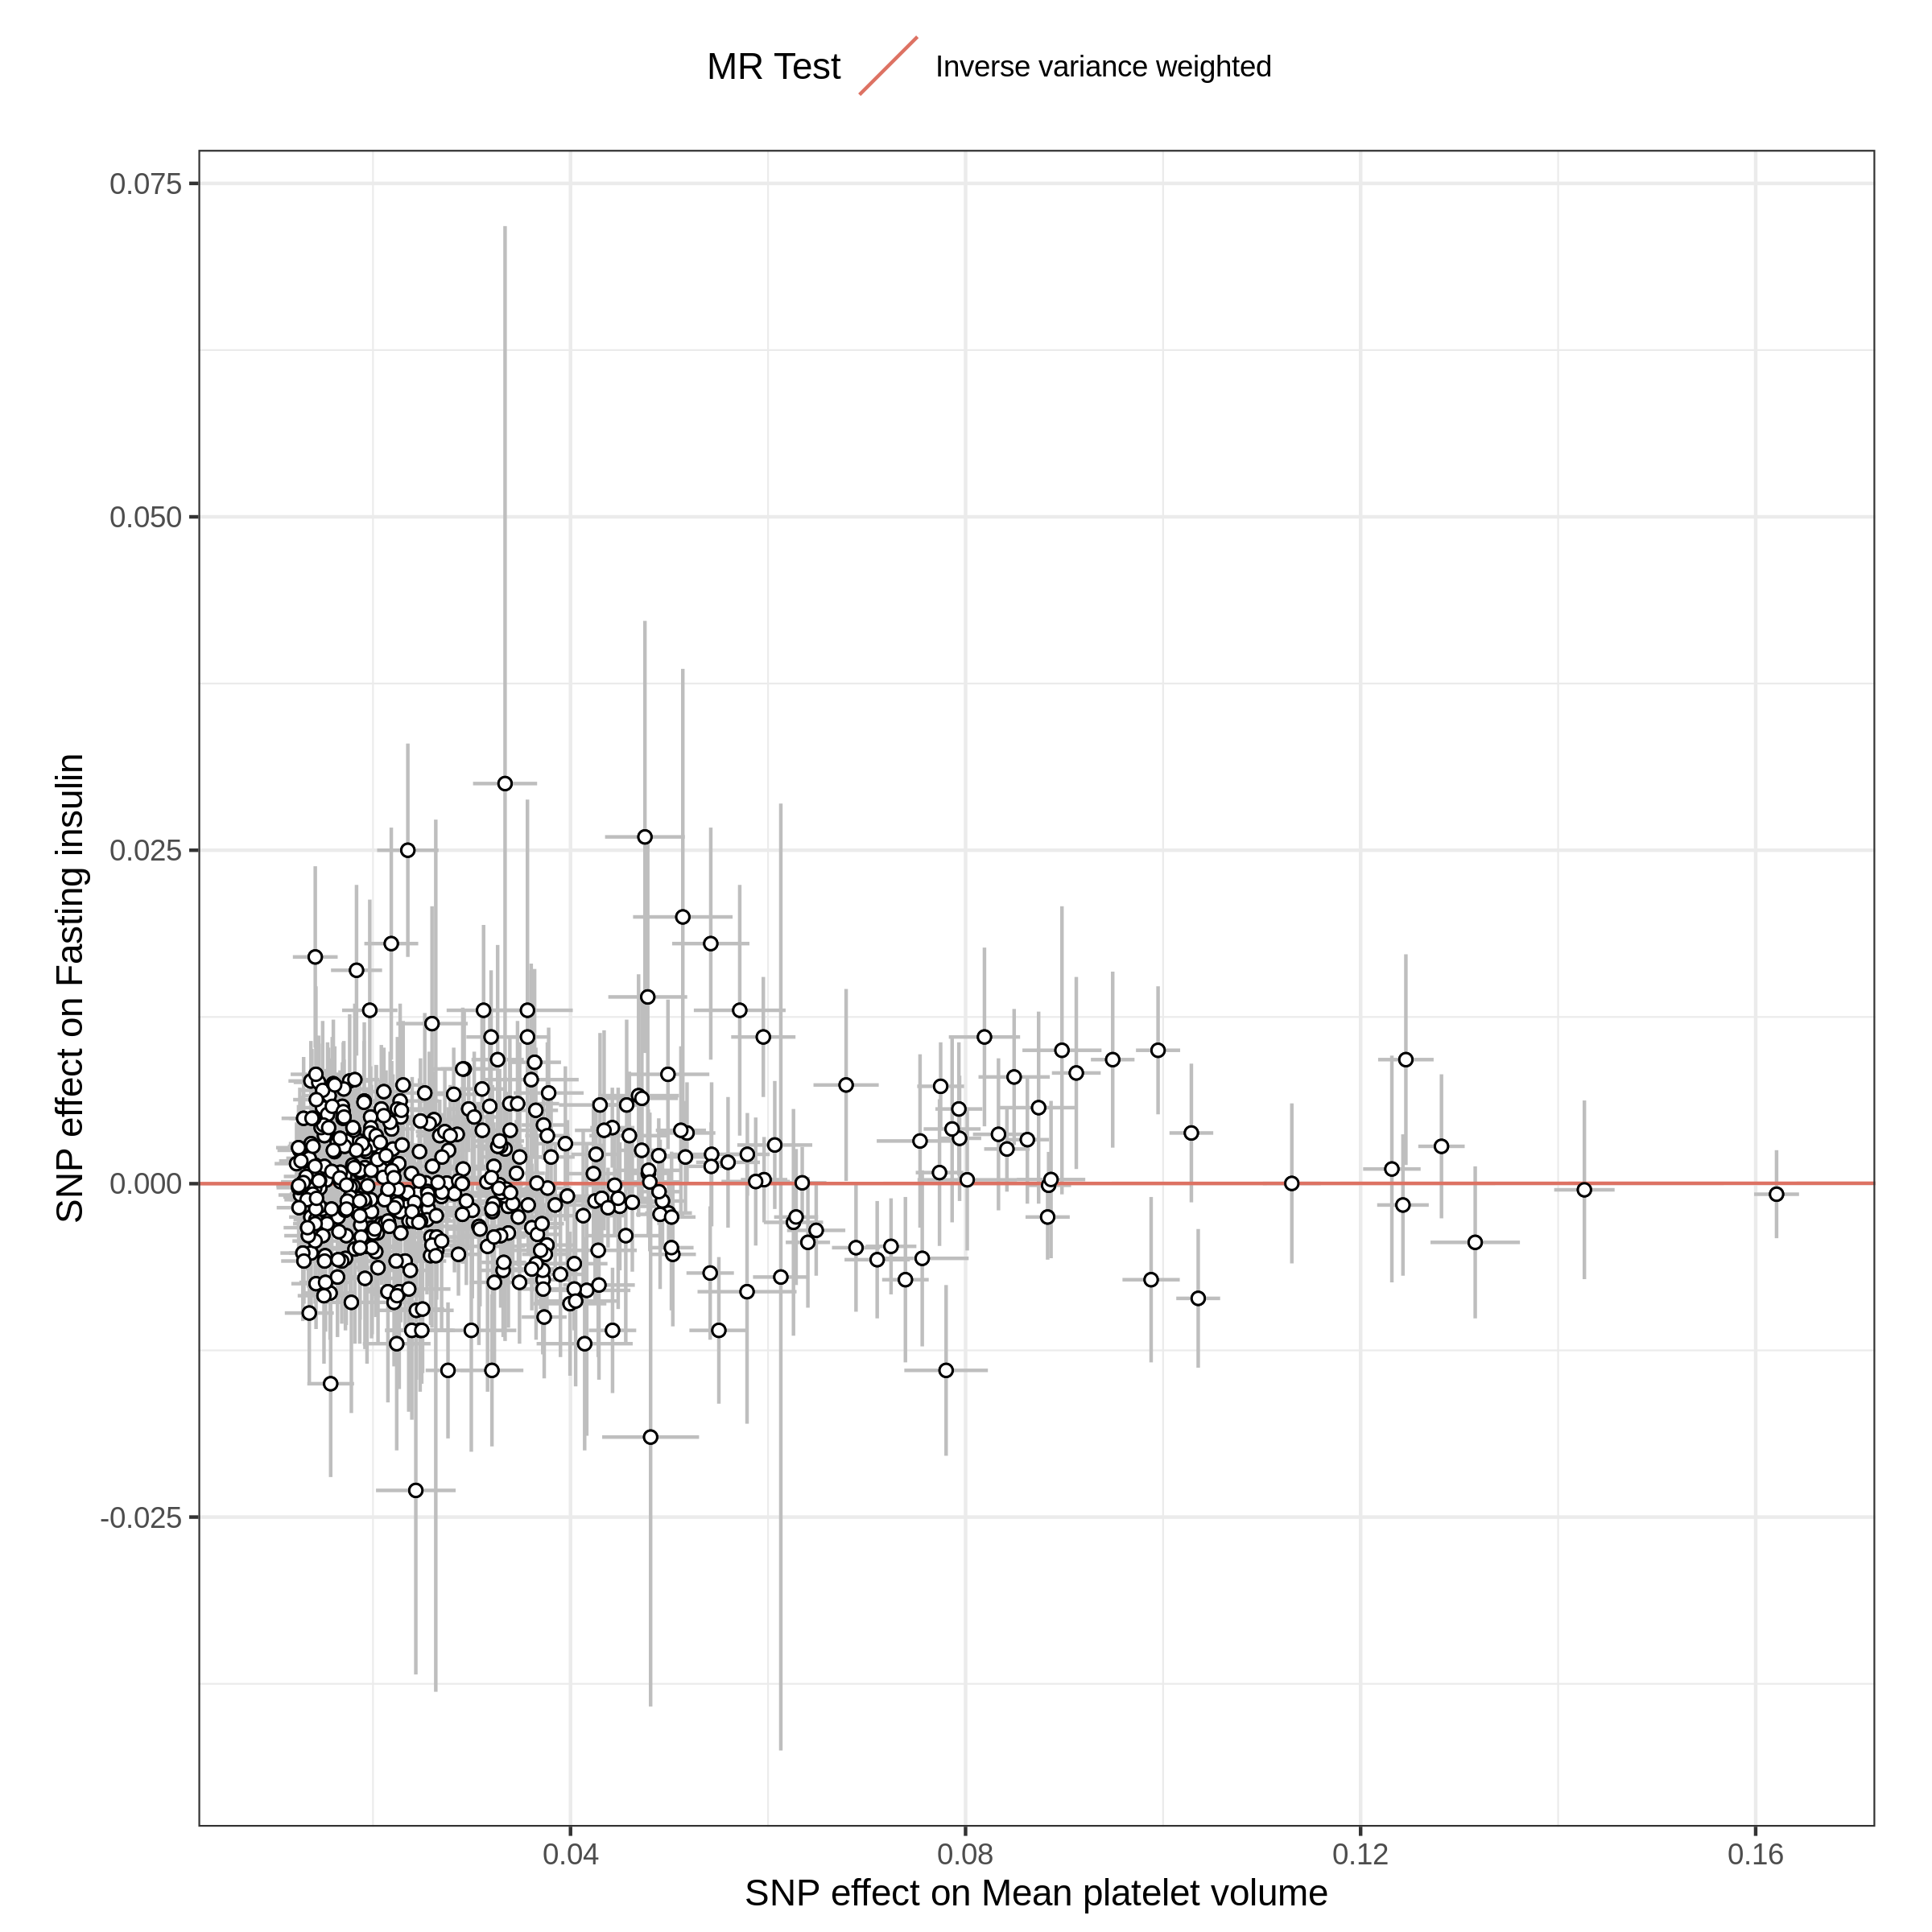 MR Test Inverse variance weighted
0.075
0.050
0.025
0.000
-0.025
SNP effect on Fasting insulin
0.04 0.08 0.12 0.16
SNP effect on Mean platelet volume